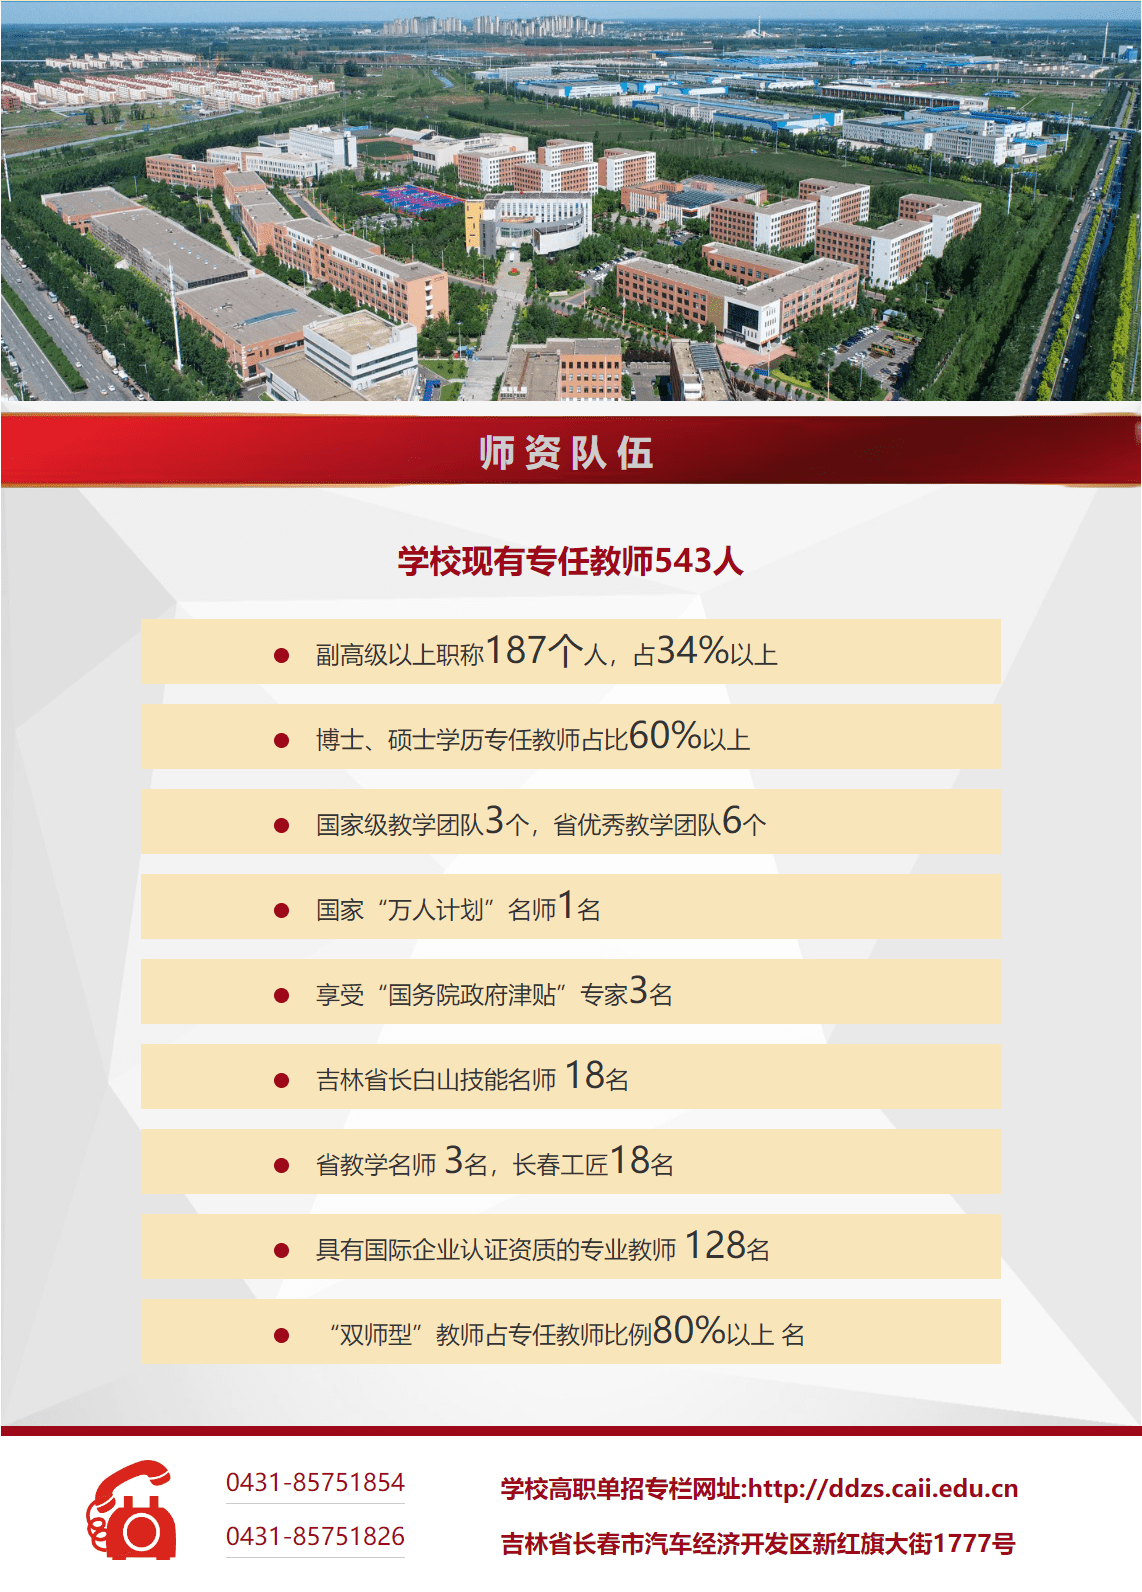 师资队伍
学校现有专任教师543人
副高级以上职称187个人，占34%以上
博士、硕士学历专任教师占比60%以上
国家级教学团队3个，省优秀教学团队6个
国家“万人计划”名师1名
享受“国务院政府津贴”专家3名
吉林省长白山技能名师 18名
省教学名师 3名，长春工匠18名
具有国际企业认证资质的专业教师 128名
“双师型”教师占专任教师比例80%以上 名
0431-85751854
学校高职单招专栏网址:http://ddzs.caii.edu.cn
0431-85751826
吉林省长春市汽车经济开发区新红旗大街1777号